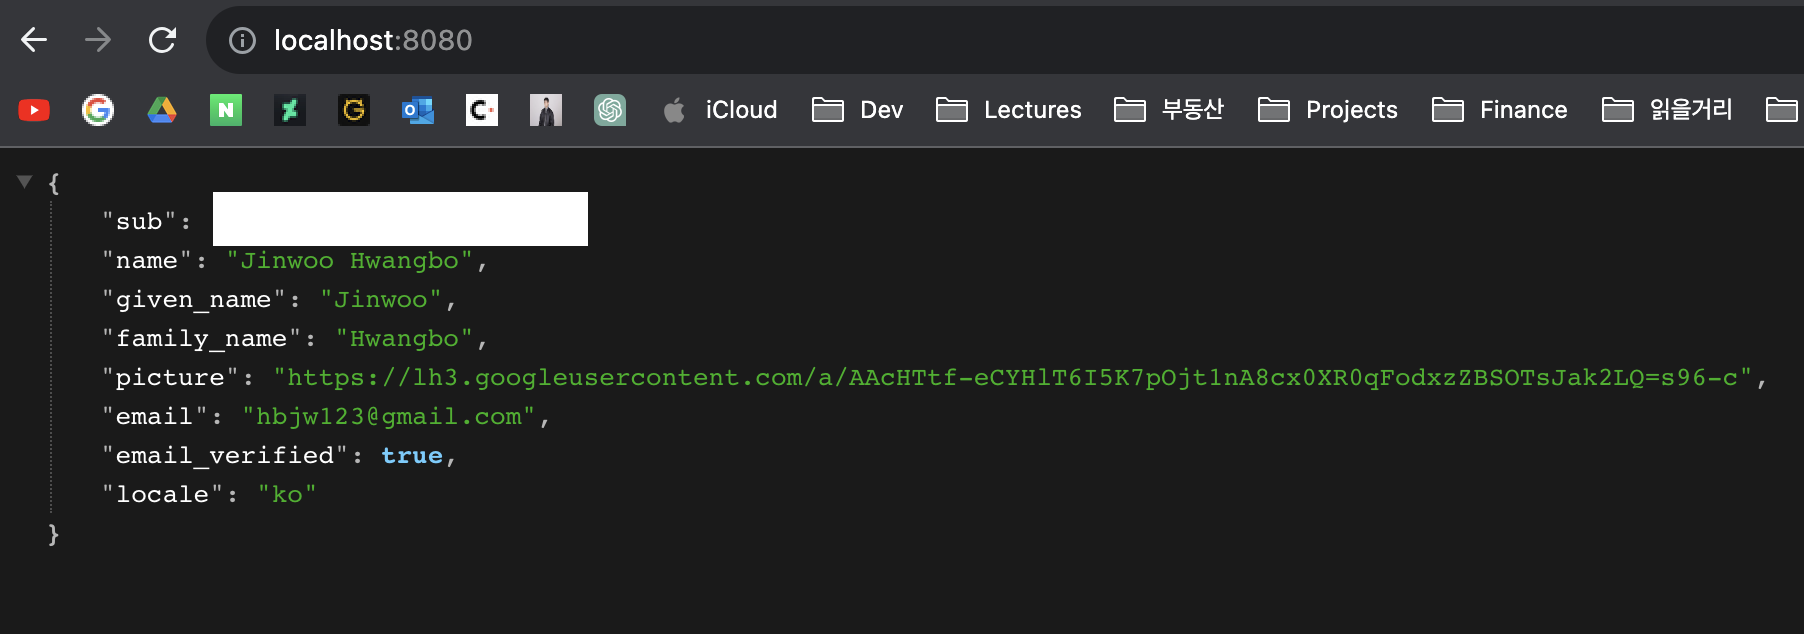 localhost:8080
iCloud Dev Lectures 부동산 Projects Finance 읽을거리
{
"sub":
"name": "Jinwoo Hwangbo",
"given_name": "Jinwoo",
"family_name": "Hwangbo",
"picture": "https://lh3.googleusercontent.com/a/AAcHTtf-eCYHlT6I5K7pOjt1nA8cx0XR0qFodxzZBSOTsJak2LQ=s96-c",
"email": "hbjw123@gmail.com",
"email_verified": true,
"locale": "ko"
}